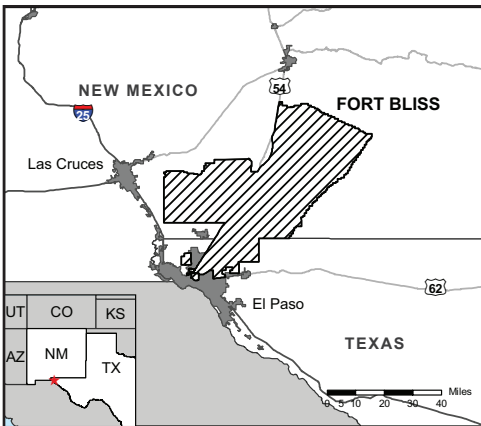 NEW MEXICO
54
FORT BLISS
25
Las Cruces
62
El Paso
UT CO KS
TEXAS
AZ NM TX
Miles
0 5 10 20 30 40